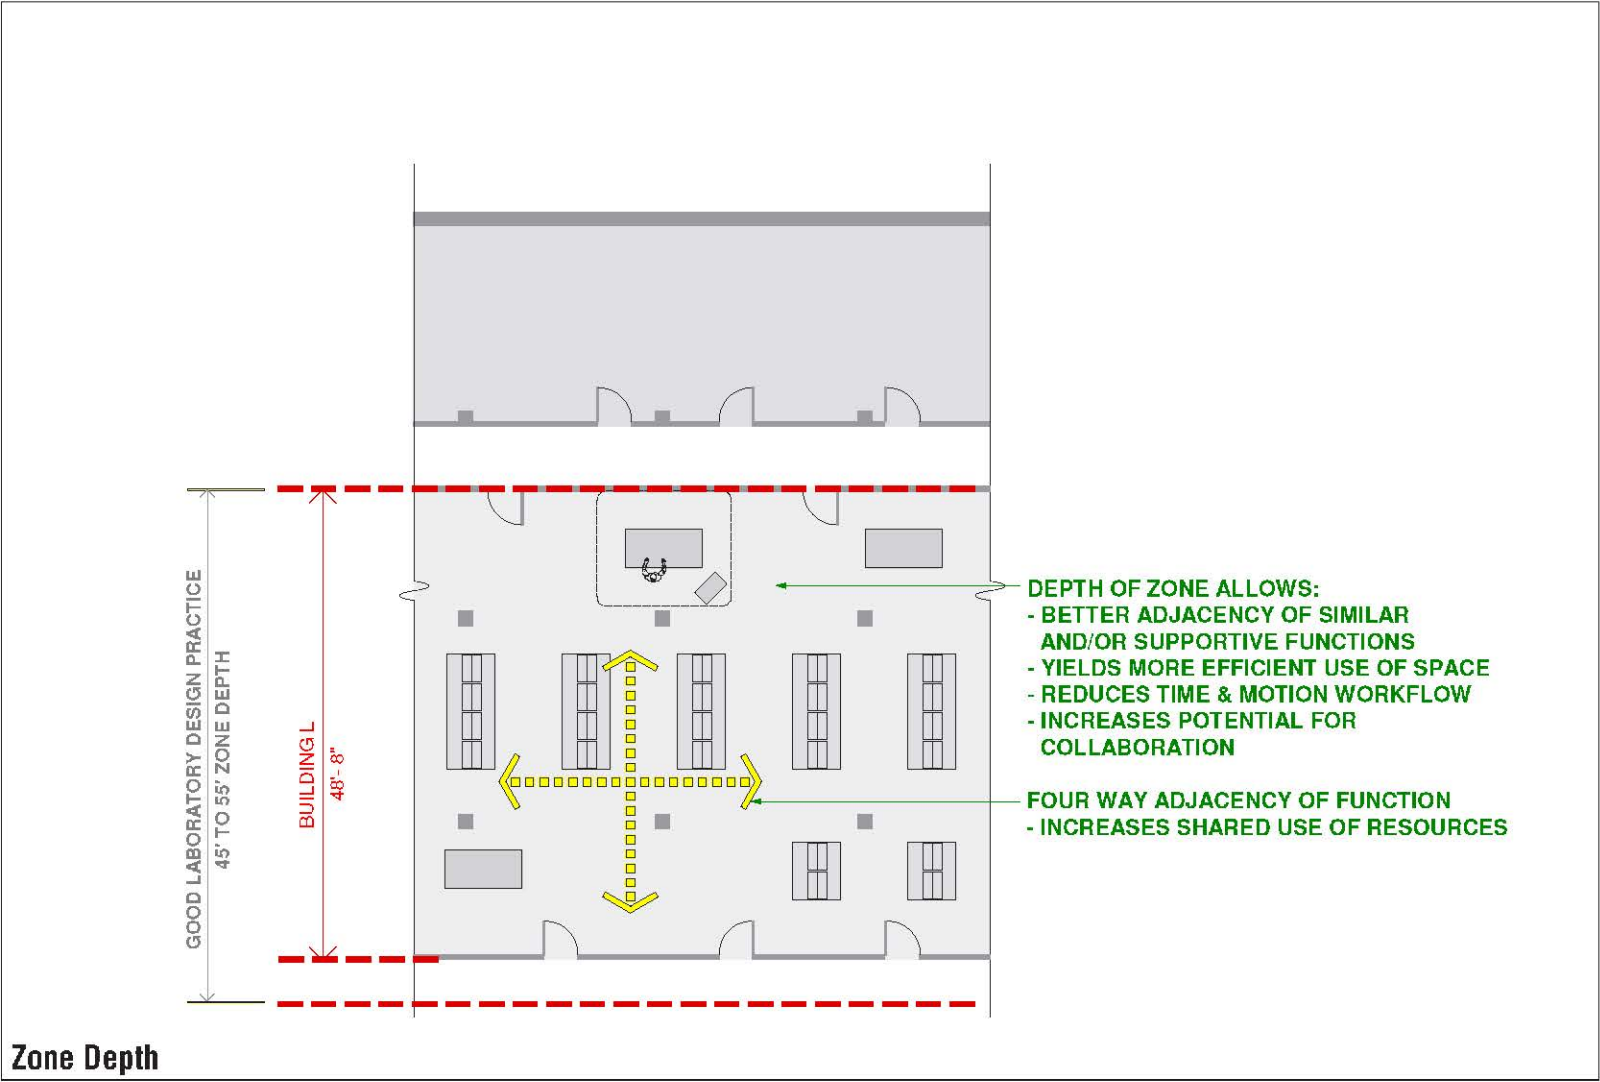 GOOD LABORATORY DESIGN PRACTICE
45' TO 55' ZONE DEPTH
BUILDING L
48'- 8"
DEPTH OF ZONE ALLOWS:
- BETTER ADJACENCY OF SIMILAR
AND/OR SUPPORTIVE FUNCTIONS
- YIELDS MORE EFFICIENT USE OF SPACE
- REDUCES TIME & MOTION WORKFLOW
- INCREASES POTENTIAL FOR
COLLABORATION
FOUR WAY ADJACENCY OF FUNCTION
- INCREASES SHARED USE OF RESOURCES
Zone Depth